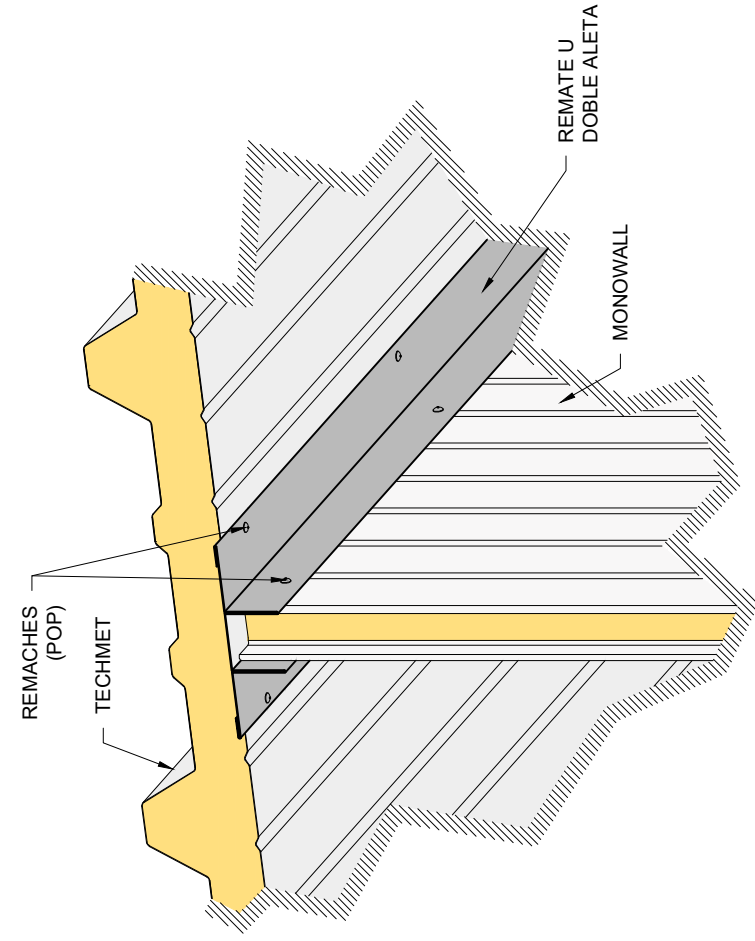 REMACHES
(POP)
TECHMET
REMATE U
DOBLE ALETA
MONOWALL